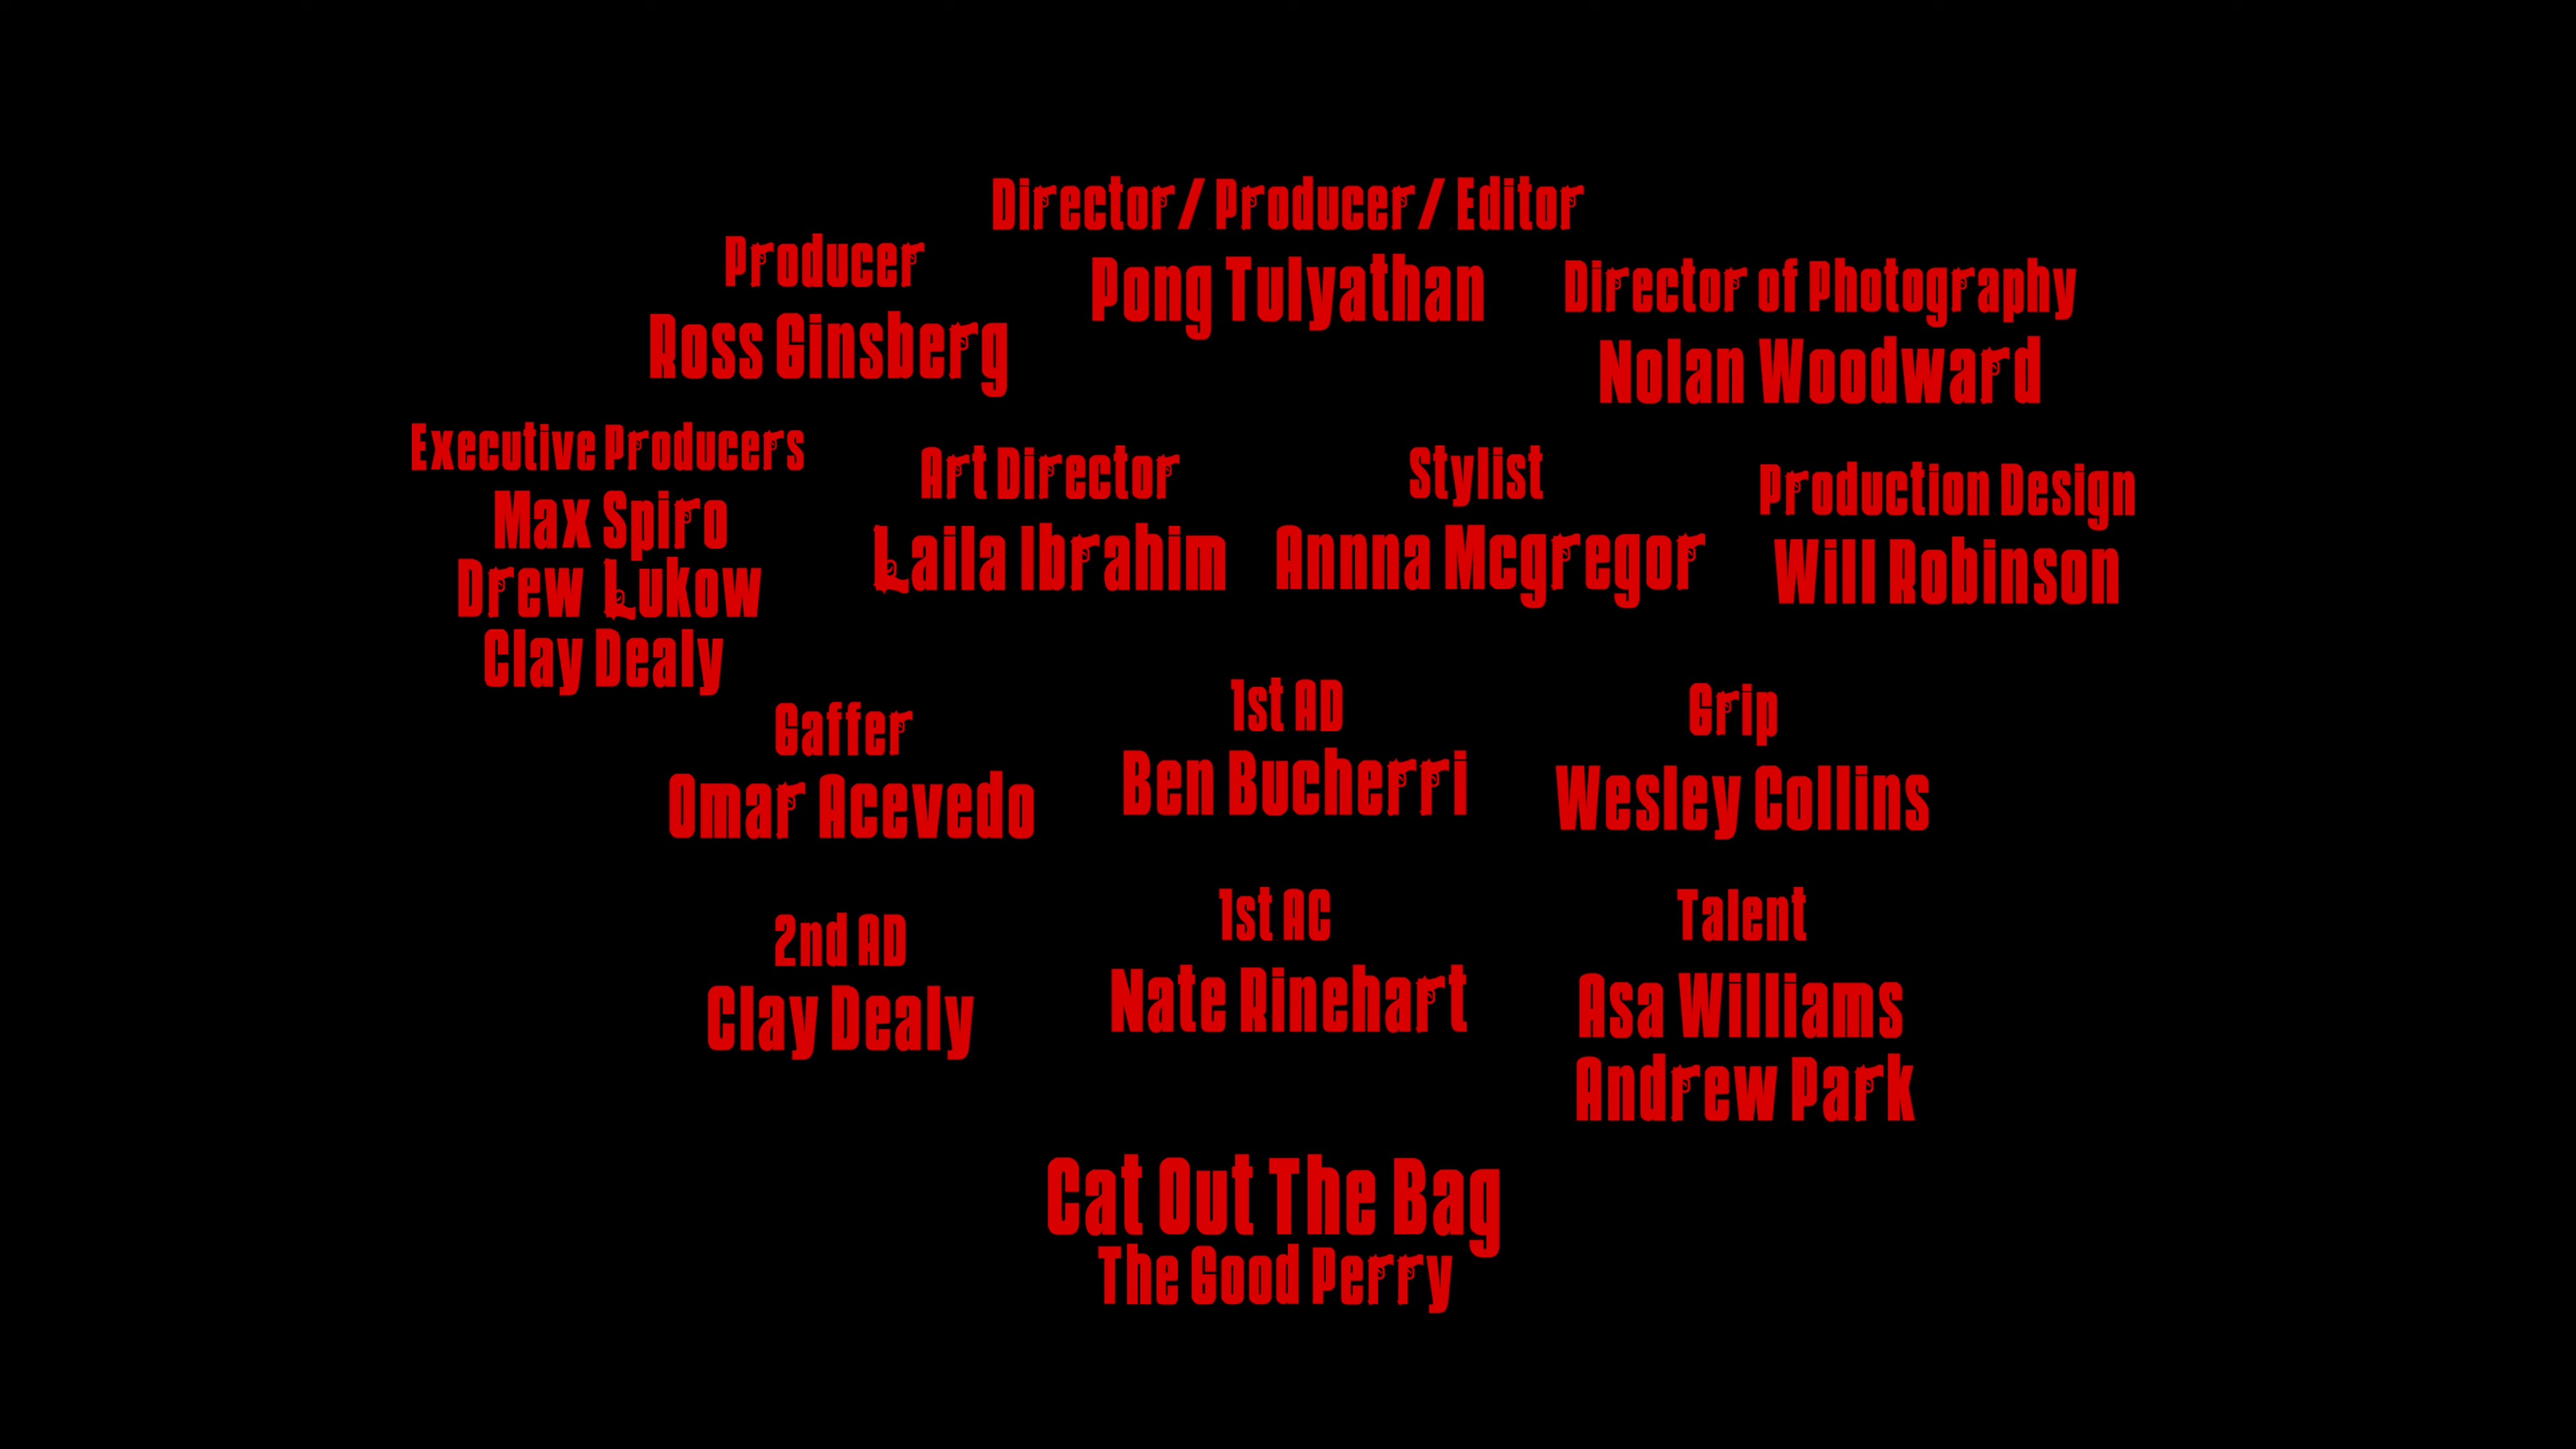 Director/ Producer/ Editor
Pong Tulyathan
Producer
Ross Ginsberg
Director of Photography
Nolan Woodward
Executive Producers
Max Spiro
Drew Lukow
Clay Dealy
Art Director
Laila Ibrahim
Stylist
Annna Mcgregor
Production Design
Will Robinson
Gaffer
Omar Acevedo
1st AD
Ben Bucherri
Grip
Wesley Collins
2nd AD
Clay Dealy
1st AC
Nate Rinehart
Talent
Asa Williams
Andrew Park
Cat Out The Bag
The Good Perry